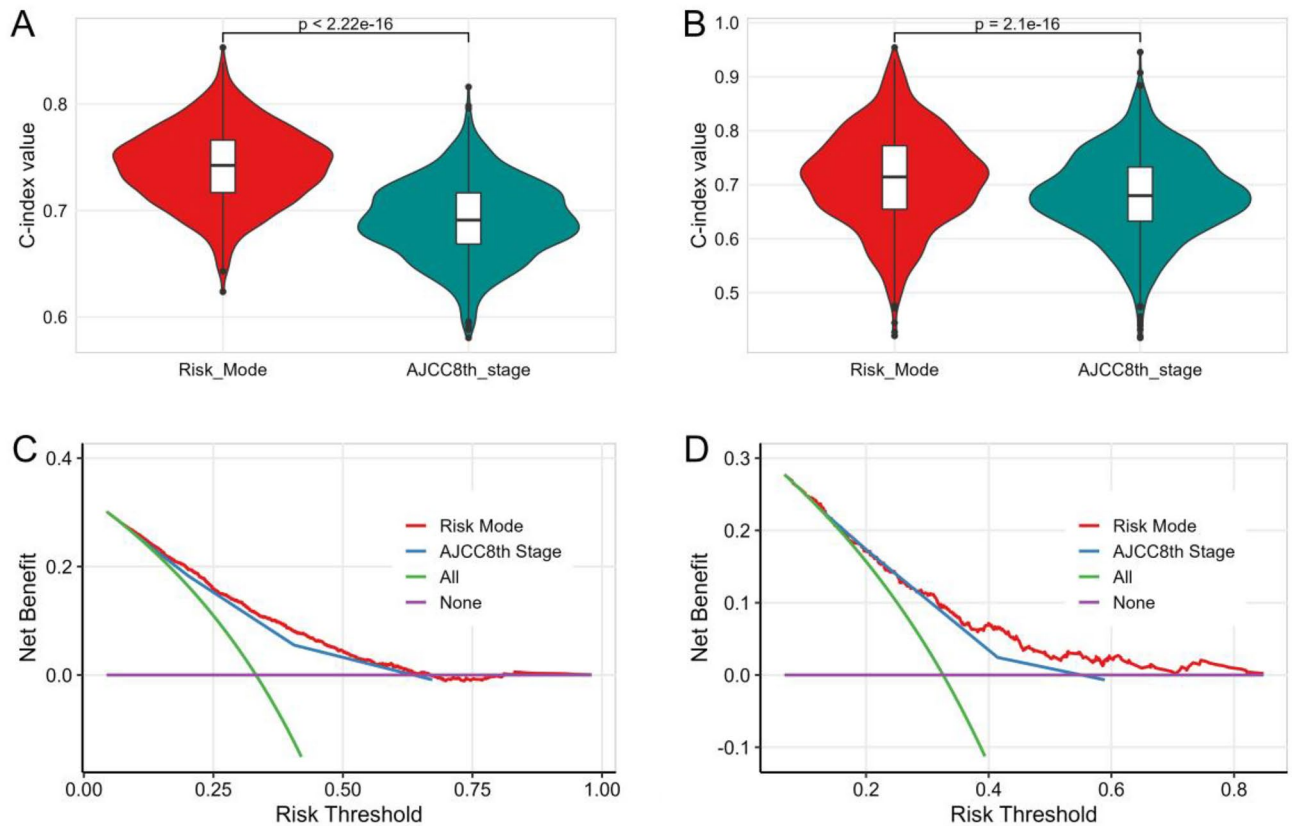 A
p < 2.22e-16
C-index value
0.8
0.7
0.6
Risk_Mode AJCC8th_stage
B
p = 2.1e-16
C-index value
1.0
0.9
0.8
0.7
0.6
0.5
Risk_Mode AJCC8th_stage
C
Net Benefit
0.4
0.2
0.0
Risk Mode
AJCC8th Stage
All
None
0.00 0.25 0.50 0.75 1.00
Risk Threshold
D
Net Benefit
0.3
0.2
0.1
0.0
-0.1
Risk Mode
AJCC8th Stage
All
None
0.2 0.4 0.6 0.8
Risk Threshold